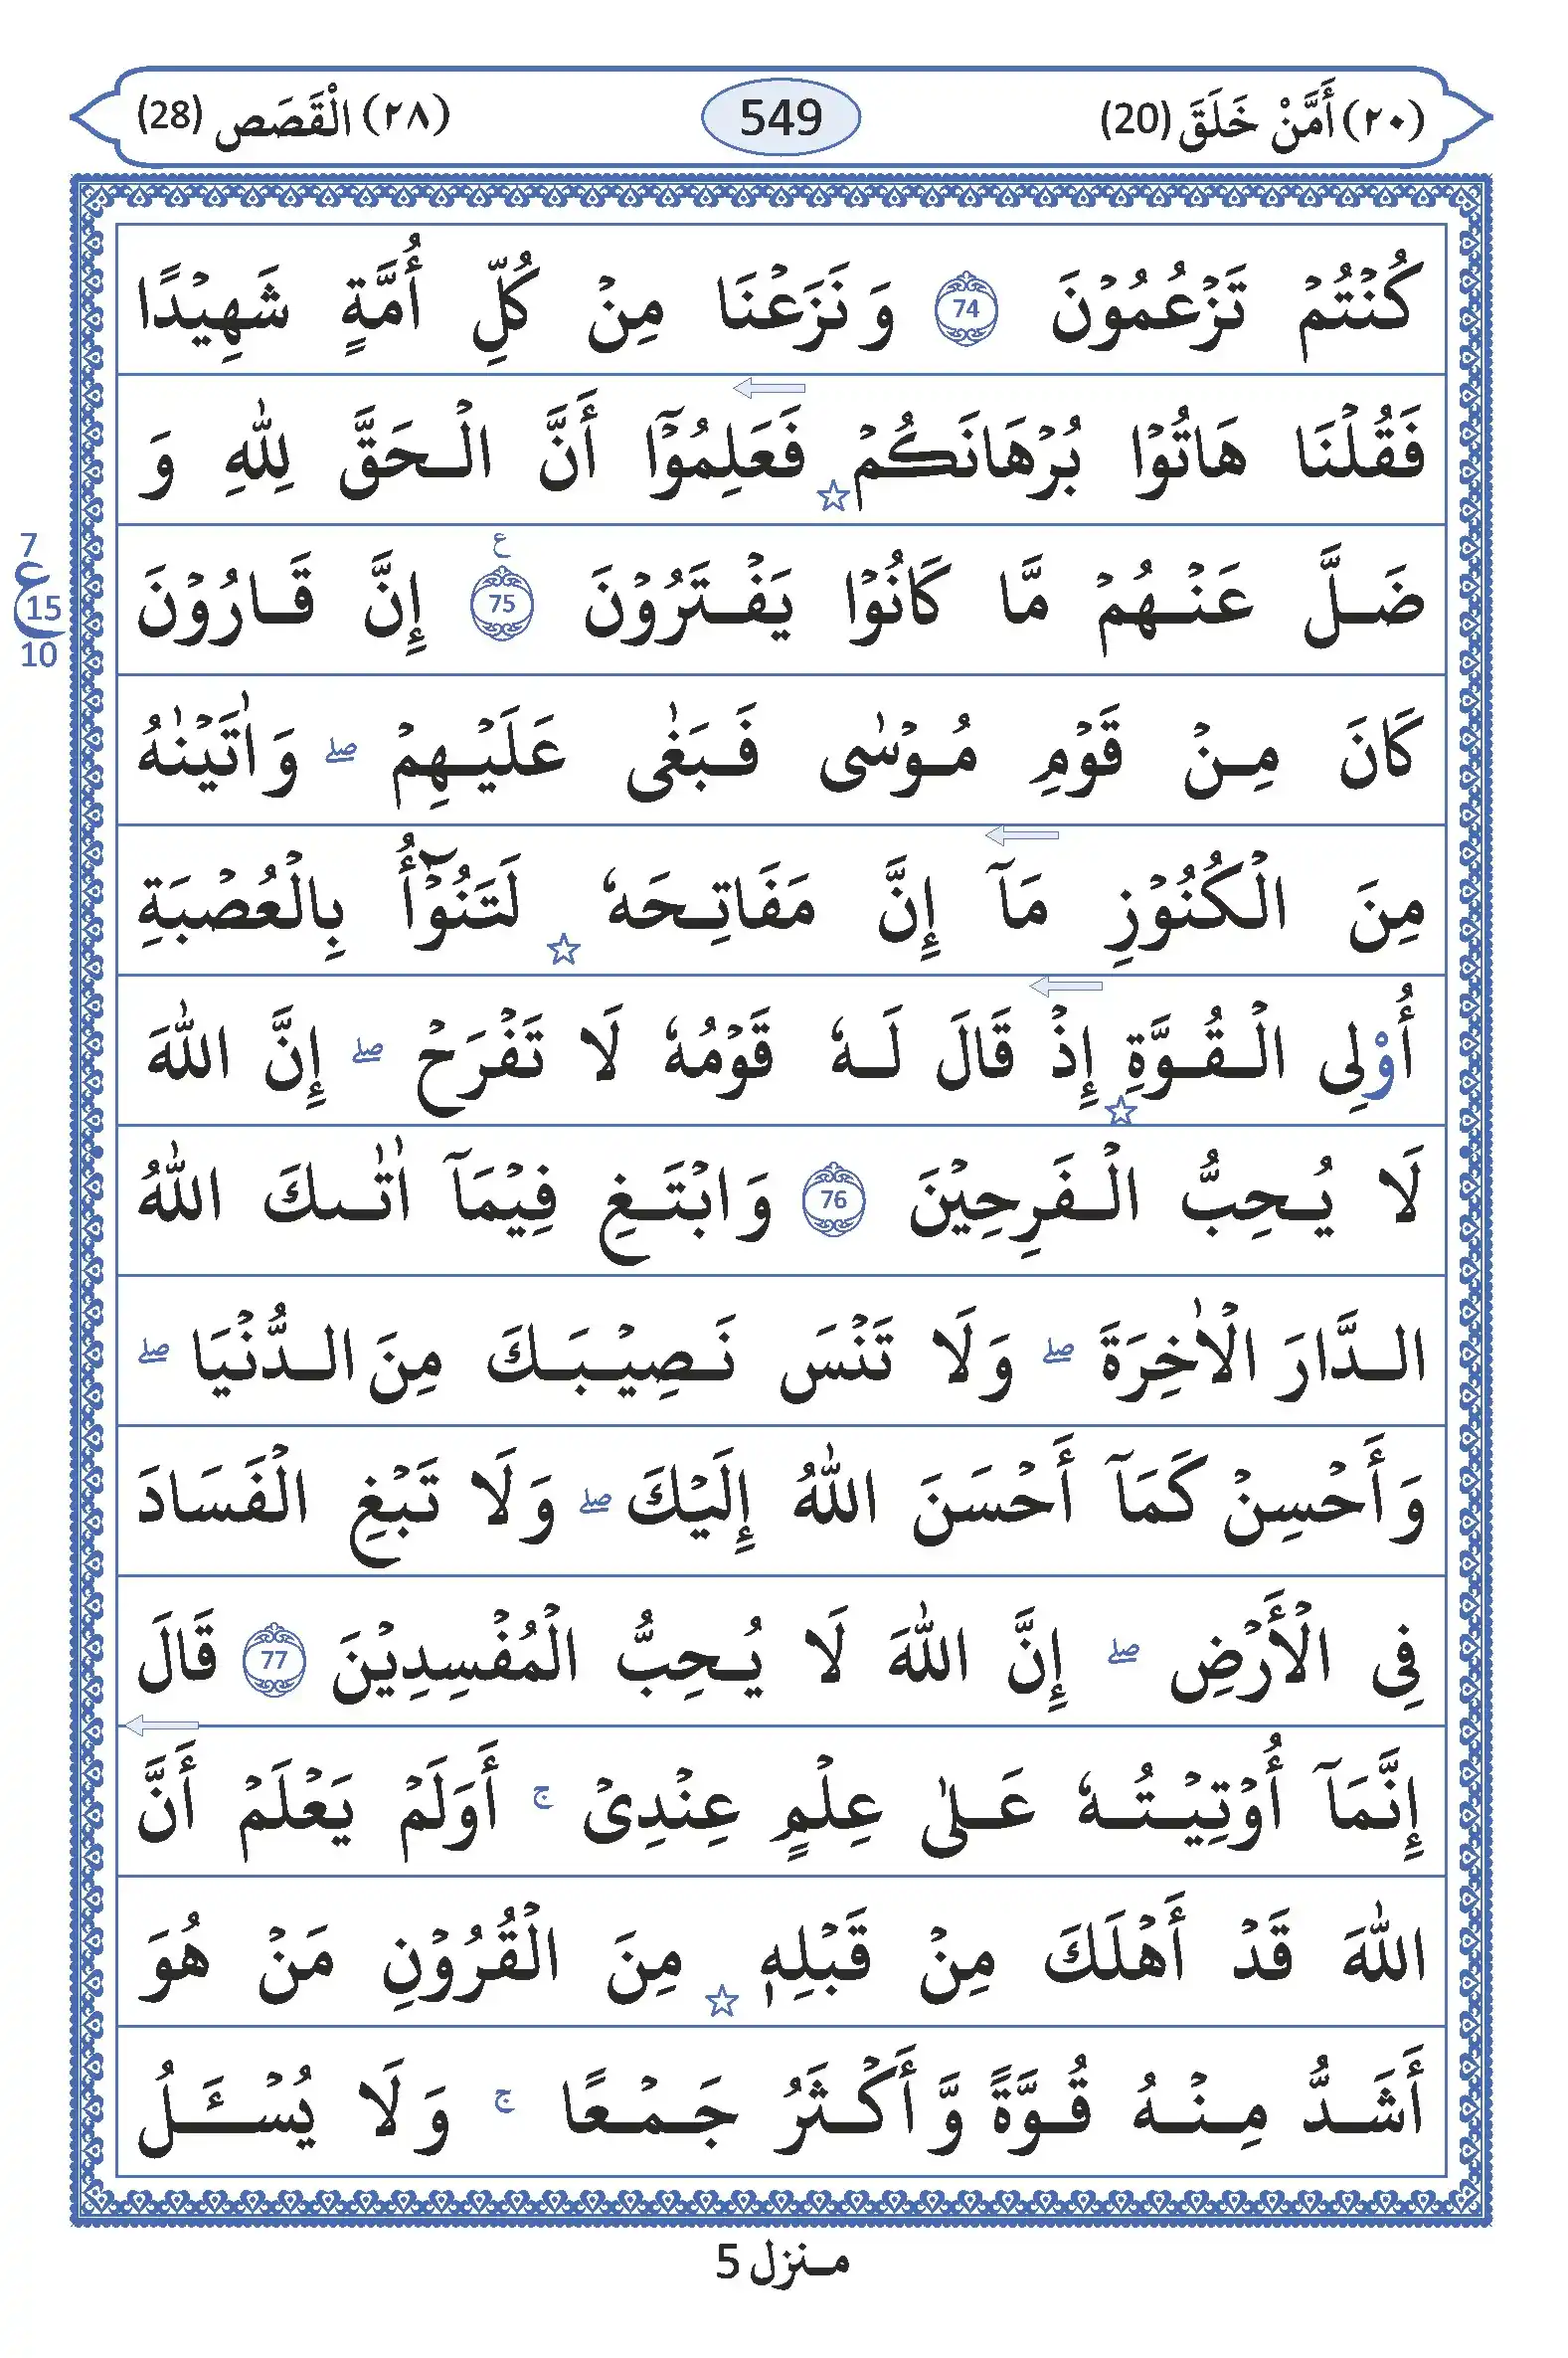 (٢٠) أَمَّنْ خَلَقَ (20) 549 (٢٨) الْقَصَص (28)
كُنْتُمْ تَزْعُمُوْنَ 74 وَ نَزَعْنَا مِنْ كُلِّ أُمَّةٍ شَهِيْدًا
فَقُلْنَا هَاتُوْا بُرْهَانَكُمْ ☆ فَعَلِمُوْٓا أَنَّ الْحَقَّ لِلّٰهِ وَ
ضَلَّ عَنْهُمْ مَّا كَانُوْا يَفْتَرُوْنَ 75 ع إِنَّ قَارُوْنَ
7
ع
15
10
كَانَ مِنْ قَوْمِ مُوْسٰى فَبَغٰى عَلَيْهِمْ صلے وَاٰتَيْنٰهُ
مِنَ الْكُنُوْزِ مَآ إِنَّ مَفَاتِحَهٗ ☆ لَتَنُوْٓأُ بِالْعُصْبَةِ
أُوْلِى الْقُوَّةِ ☆ إِذْ قَالَ لَهٗ قَوْمُهٗ لَا تَفْرَحْ صلے إِنَّ اللّٰهَ
لَا يُحِبُّ الْفَرِحِيْنَ 76 وَ ابْتَغِ فِيْمَآ اٰتٰىكَ اللّٰهُ
الدَّارَ الْاٰخِرَةَ صلے وَلَا تَنْسَ نَصِيْبَكَ مِنَ الدُّنْيَا صلے
وَأَحْسِنْ كَمَآ أَحْسَنَ اللّٰهُ إِلَيْكَ صلے وَلَا تَبْغِ الْفَسَادَ
فِى الْأَرْضِ صلے إِنَّ اللّٰهَ لَا يُحِبُّ الْمُفْسِدِيْنَ 77 قَالَ
إِنَّمَآ أُوْتِيْتُهٗ عَلٰى عِلْمٍ عِنْدِىْ ج أَوَلَمْ يَعْلَمْ أَنَّ
اللّٰهَ قَدْ أَهْلَكَ مِنْ قَبْلِهٖ ☆ مِنَ الْقُرُوْنِ مَنْ هُوَ
أَشَدُّ مِنْهُ قُوَّةً وَّ أَكْثَرُ جَمْعًا ج وَلَا يُسْـَٔلُ
منزل 5